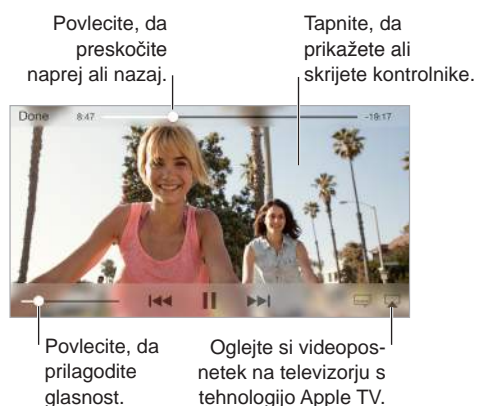 Povlecite, da
preskočite
naprej ali nazaj.
Tapnite, da
prikažete ali
skrijete kontrolnike.
Done 8:47 -19:17
Povlecite, da
prilagodite
glasnost.
Oglejte si videopos-
netek na televizorju s
tehnologijo Apple TV.